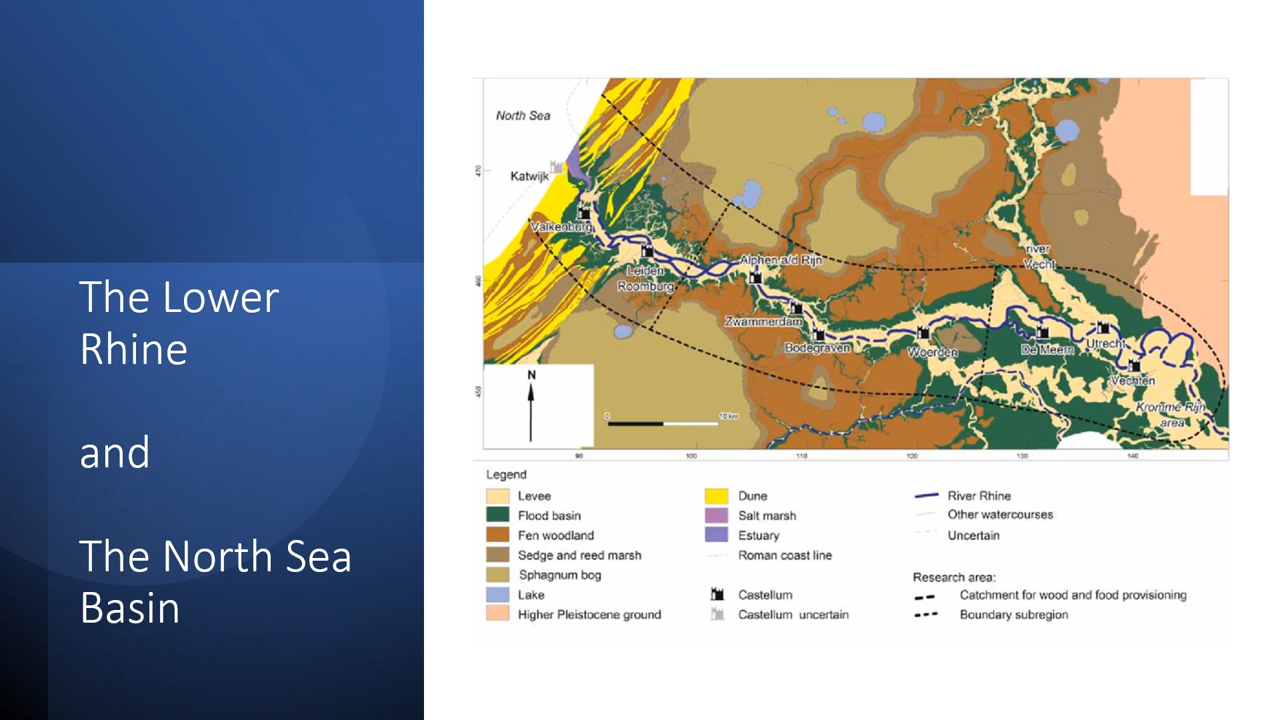 The Lower
Rhine
and
The North Sea
Basin
North Sea
Katwijk
Valkenburg
Leiden
Roomburg
Alphen a/d Rijn
Zwammerdam
Bodegraven
Woerden
De Meern
Utrecht
Vechten
river
Vecht
Kromme Rijn
area
470
460
450
N
0
10 km
90
100
110
120
130
140
Legend
Levee
Flood basin
Fen woodland
Sedge and reed marsh
Sphagnum bog
Lake
Higher Pleistocene ground
Dune
Salt marsh
Estuary
Roman coast line
Castellum
Castellum uncertain
River Rhine
Other watercourses
Uncertain
Research area:
Catchment for wood and food provisioning
Boundary subregion